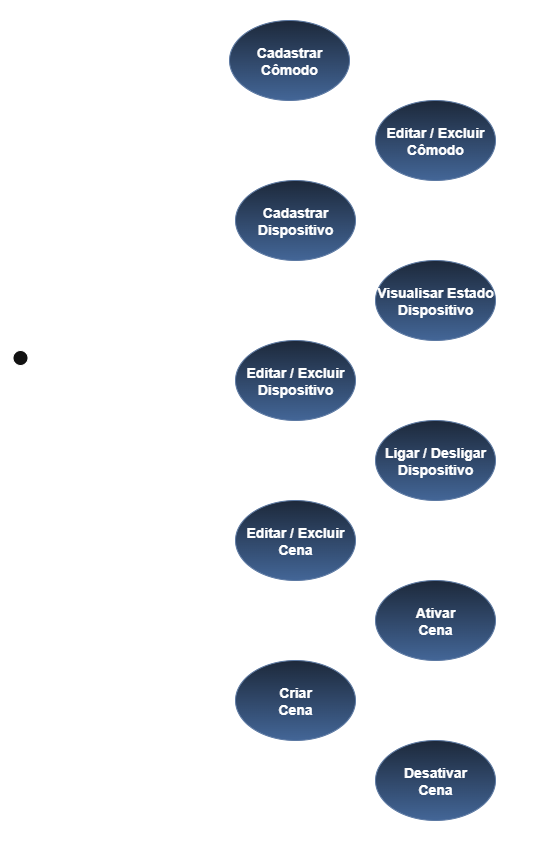 Cadastrar
Cômodo
Editar / Excluir
Cômodo
Cadastrar
Dispositivo
Visualisar Estado
Dispositivo
Editar / Excluir
Dispositivo
Ligar / Desligar
Dispositivo
Editar / Excluir
Cena
Ativar
Cena
Criar
Cena
Desativar
Cena